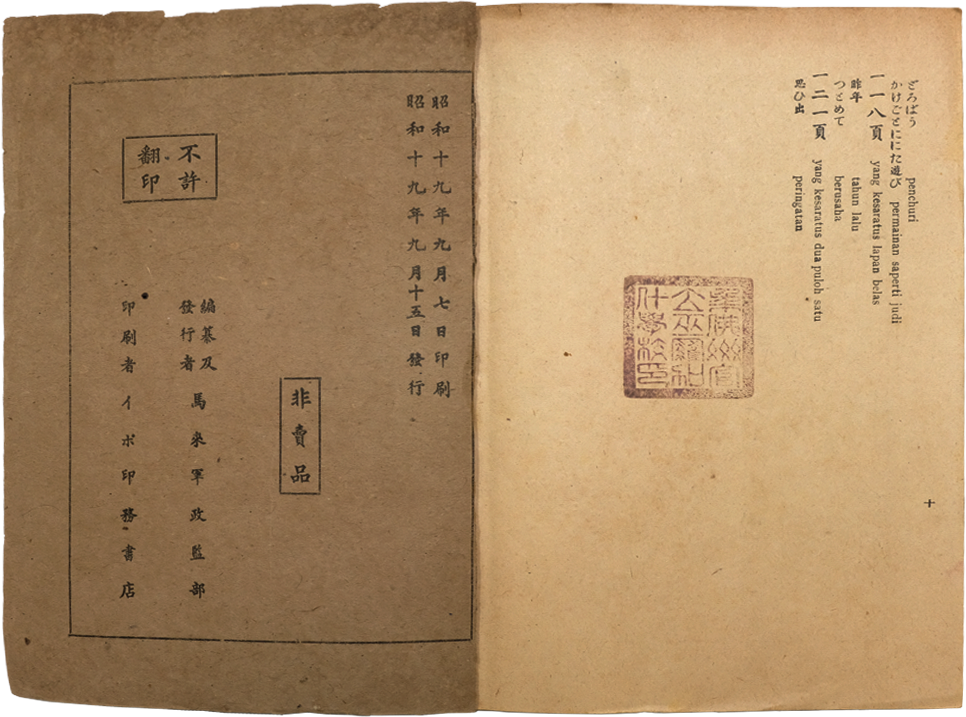 どろばう penchuri
かけごとににた遊び permainan saperti judi
一一八頁 yang kesaratus lapan belas
昨年 tahun lalu
つとめて berusaha
一二一頁 yang kesaratus dua puloh satu
思ひ出 peringatan
十
昭和十九年九月七日印刷
昭和十九年九月十五日發行
非賣品
不許
翻印
編纂及
發行者 馬來軍政監部
印刷者 イポ印務書店